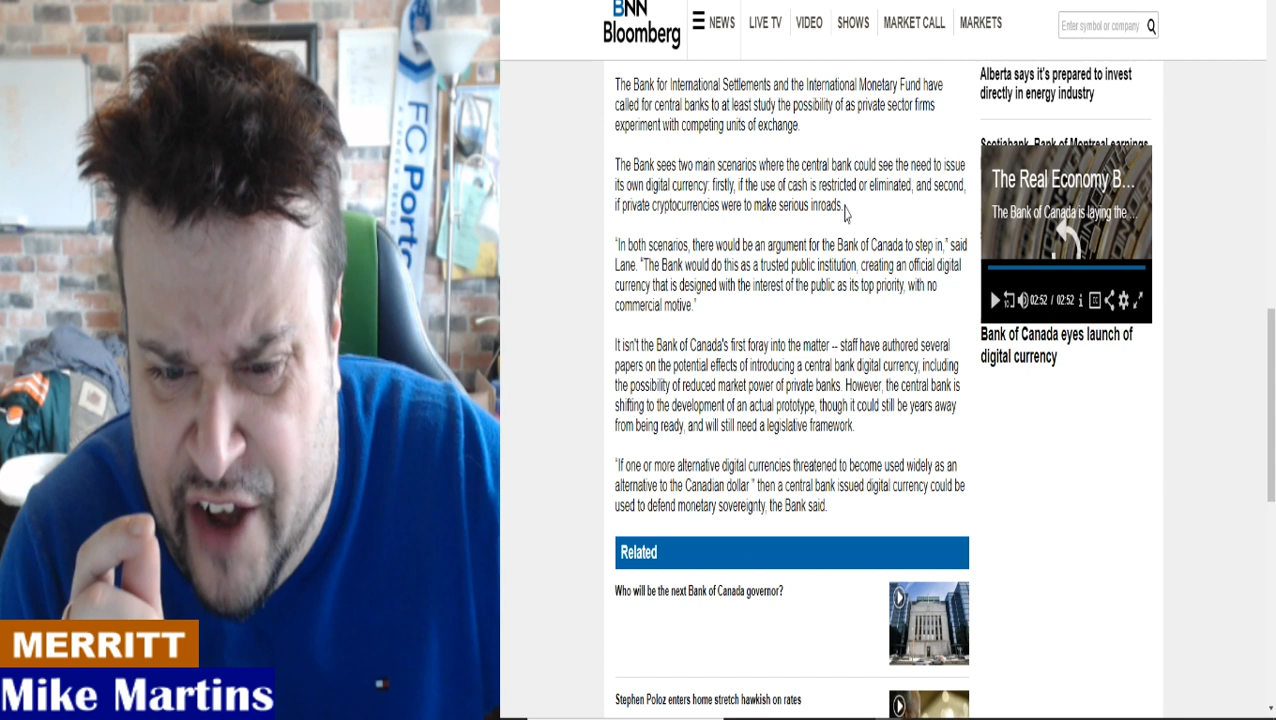 BNN
Bloomberg
NEWS
LIVE TV
VIDEO
SHOWS
MARKET CALL
MARKETS
Enter symbol or company
The Bank for International Settlements and the International Monetary Fund have
called for central banks to at least study the possibility of as private sector firms
experiment with competing units of exchange.
The Bank sees two main scenarios where the central bank could see the need to issue
its own digital currency: firstly, if the use of cash is restricted or eliminated, and second,
if private cryptocurrencies were to make serious inroads.
“In both scenarios, there would be an argument for the Bank of Canada to step in,” said
Lane. “The Bank would do this as a trusted public institution, creating an official digital
currency that is designed with the interest of the public as its top priority, with no
commercial motive.”
It isn't the Bank of Canada's first foray into the matter -- staff have authored several
papers on the potential effects of introducing a central bank digital currency, including
the possibility of reduced market power of private banks. However, the central bank is
shifting to the development of an actual prototype, though it could still be years away
from being ready, and will still need a legislative framework.
“If one or more alternative digital currencies threatened to become used widely as an
alternative to the Canadian dollar ” then a central bank issued digital currency could be
used to defend monetary sovereignty, the Bank said.
Related
Who will be the next Bank of Canada governor?
Stephen Poloz enters home stretch hawkish on rates
Alberta says it's prepared to invest
directly in energy industry
Scotiabank, Bank of Montreal earnings
The Real Economy B...
The Bank of Canada is laying the...
02:52 / 02:52
CC
Bank of Canada eyes launch of
digital currency
FC Porto
MERRITT
Mike Martins